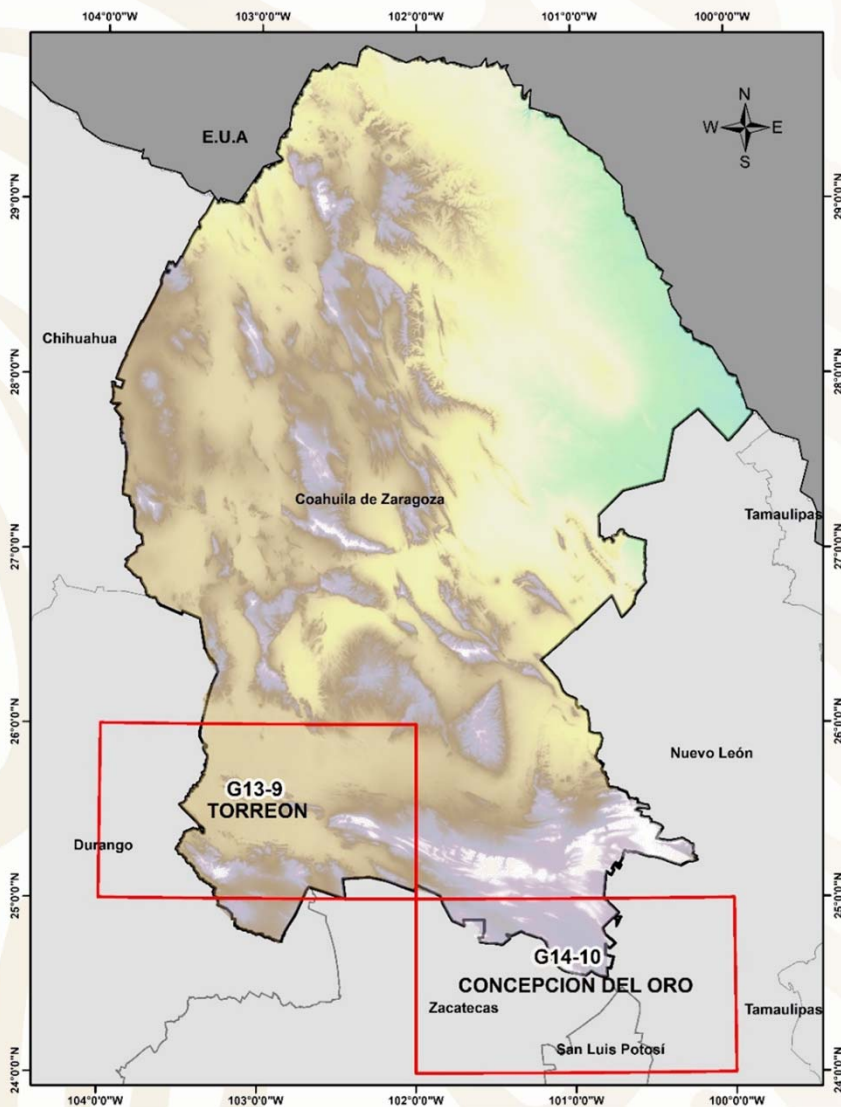 104°0'0"W
103°0'0"W
102°0'0"W
101°0'0"W
100°0'0"W
N
W
E
S
E.U.A
29°0'0"N
29°0'0"N
Chihuahua
28°0'0"N
28°0'0"N
Coahuila de Zaragoza
Tamaulipas
27°0'0"N
27°0'0"N
26°0'0"N
26°0'0"N
Nuevo León
G13-9
TORREON
Durango
25°0'0"N
25°0'0"N
G14-10
CONCEPCION DEL ORO
Zacatecas
Tamaulipas
San Luis Potosí
24°0'0"N
24°0'0"N
104°0'0"W
103°0'0"W
102°0'0"W
101°0'0"W
100°0'0"W